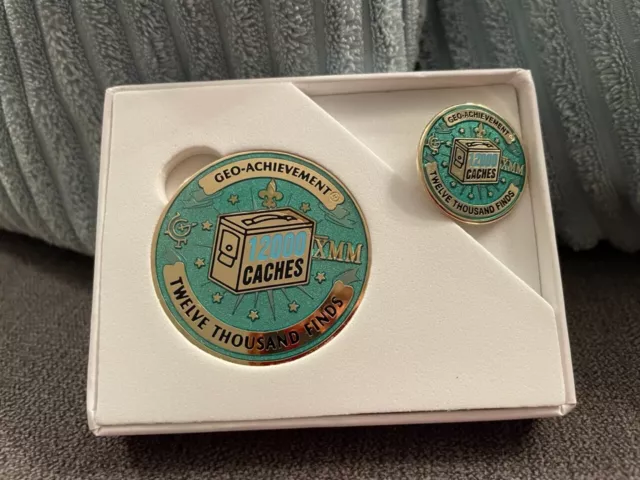 GEO-ACHIEVEMENT®
12000
CACHES
XMM
TWELVE THOUSAND FINDS
GEO-ACHIEVEMENT
12000
CACHES
XMM
TWELVE THOUSAND FINDS